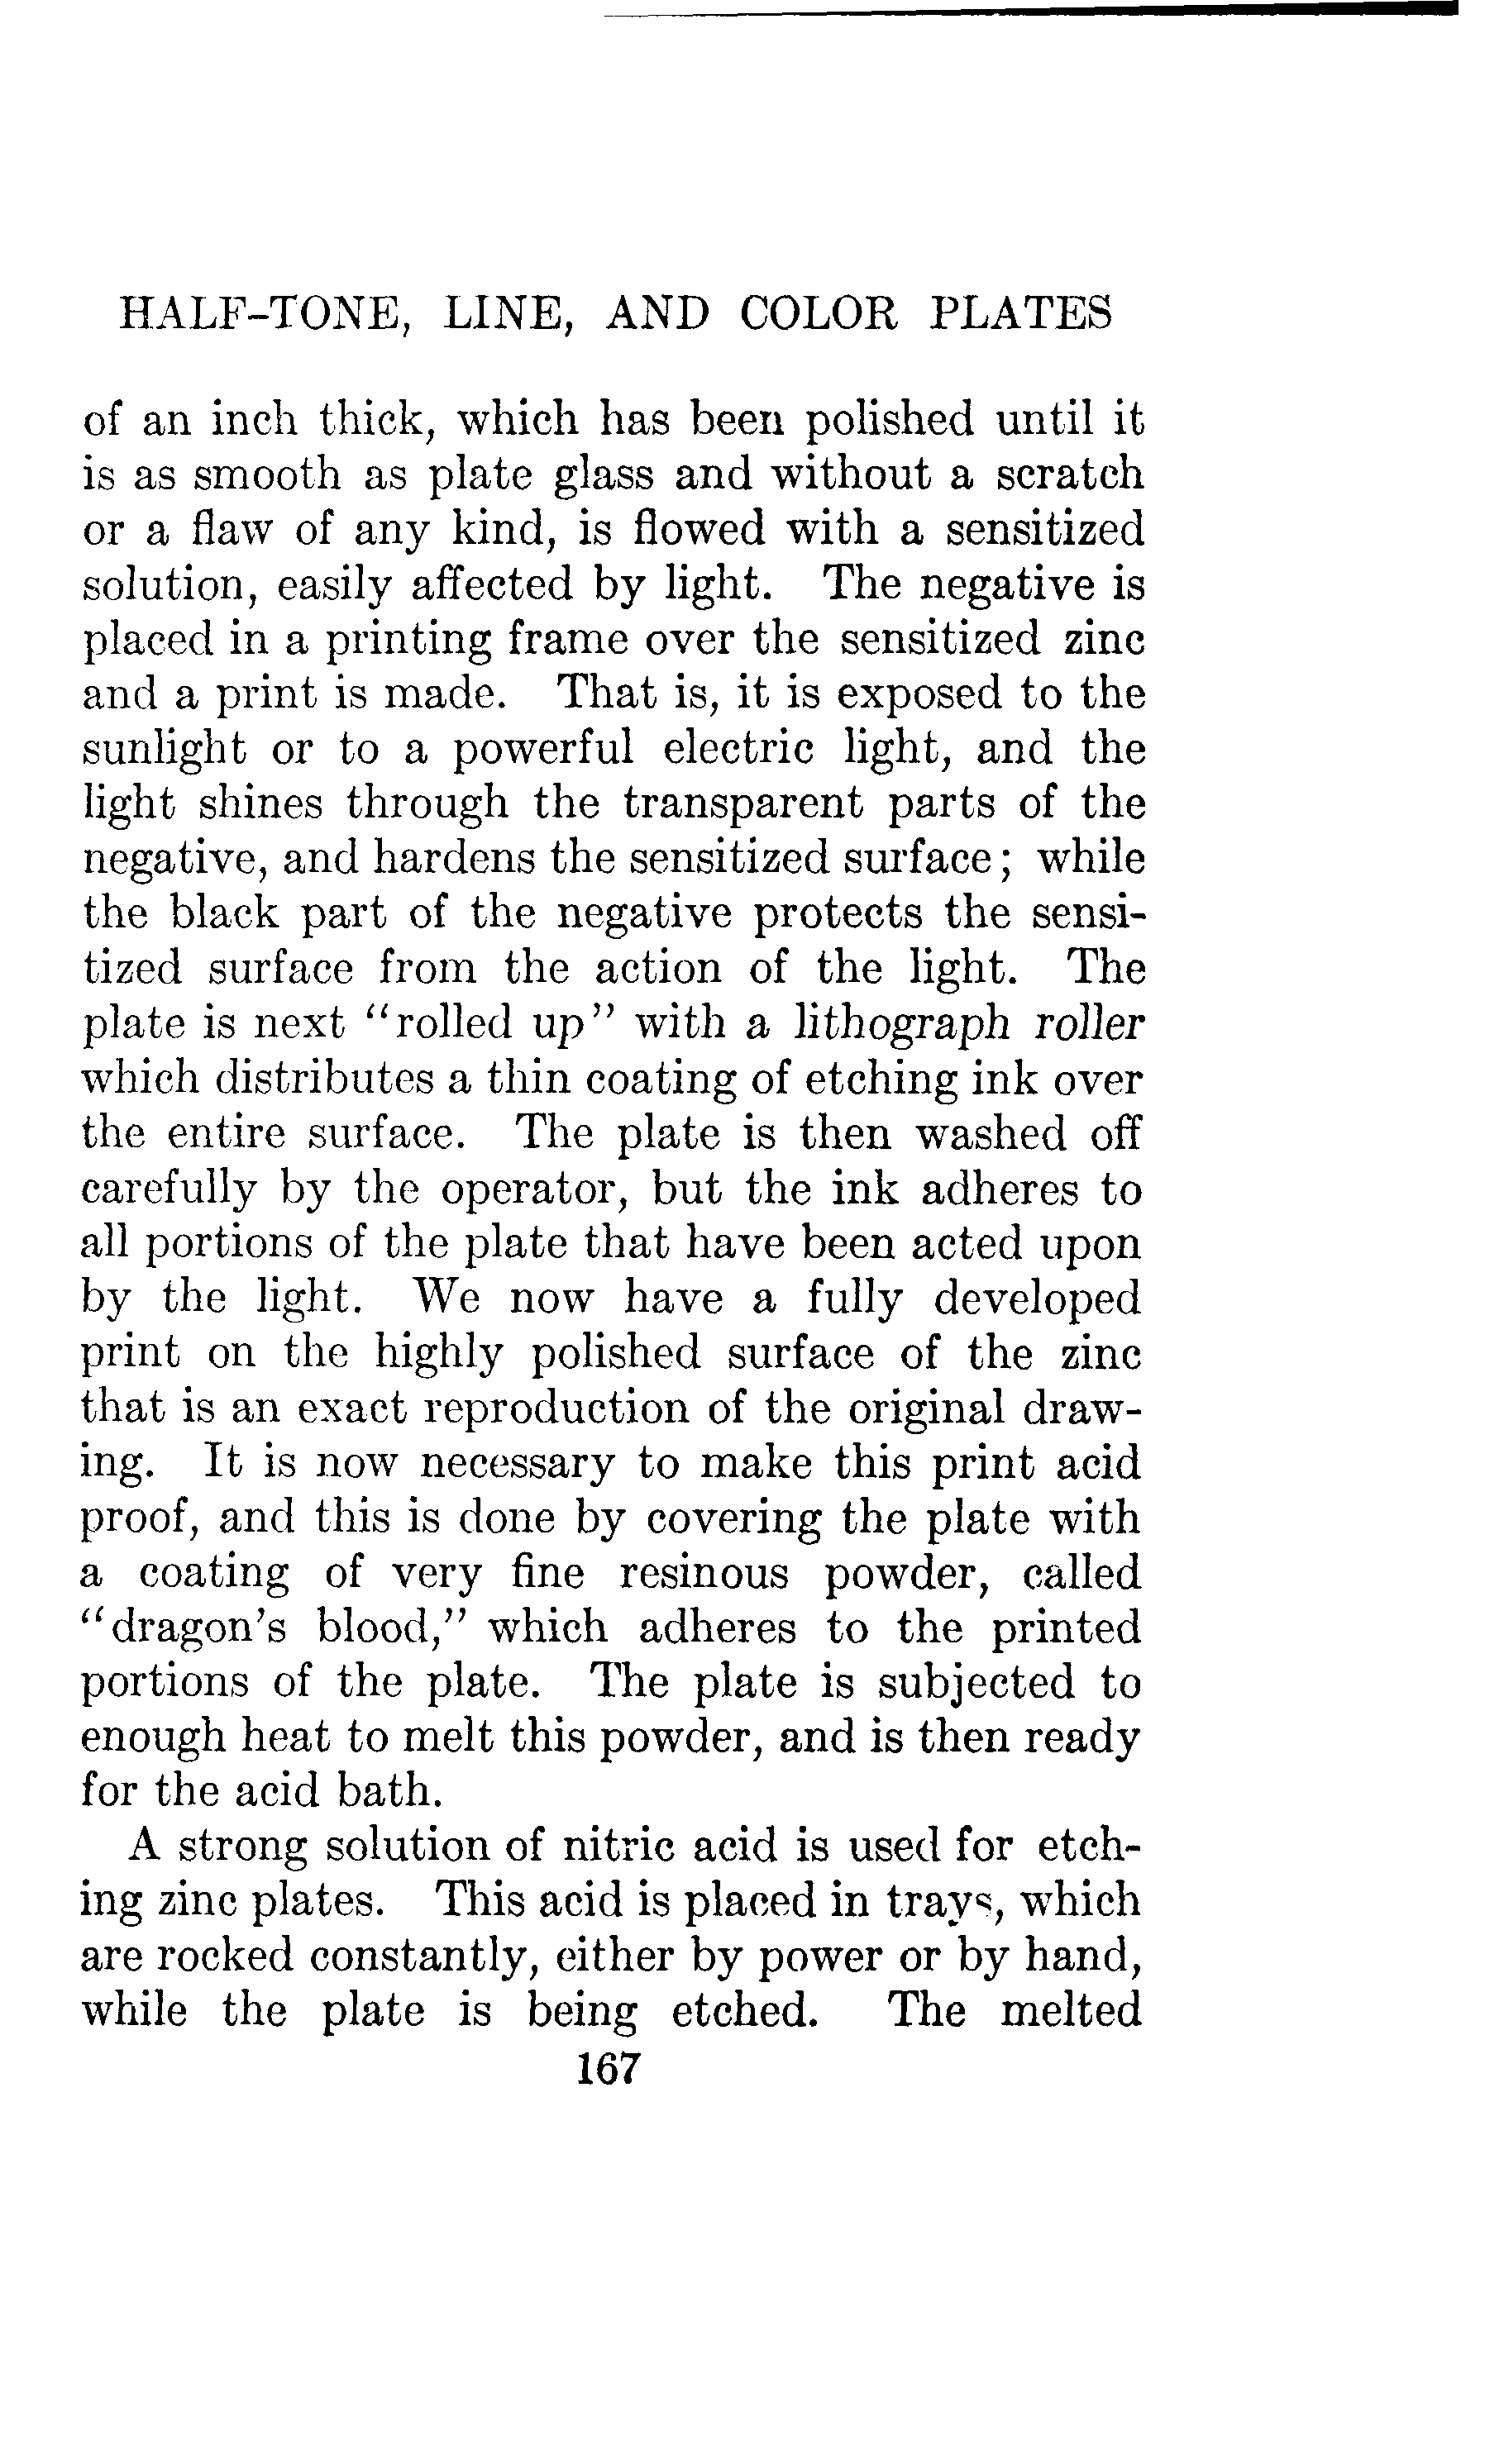 HALF-TONE, LINE, AND COLOR PLATES
of an inch thick, which has been polished until it
is as smooth as plate glass and without a scratch
or a flaw of any kind, is flowed with a sensitized
solution, easily affected by light. The negative is
placed in a printing frame over the sensitized zinc
and a print is made. That is, it is exposed to the
sunlight or to a powerful electric light, and the
light shines through the transparent parts of the
negative, and hardens the sensitized surface; while
the black part of the negative protects the sensi-
tized surface from the action of the light. The
plate is next "rolled up" with a lithograph roller
which distributes a thin coating of etching ink over
the entire surface. The plate is then washed off
carefully by the operator, but the ink adheres to
all portions of the plate that have been acted upon
by the light. We now have a fully developed
print on the highly polished surface of the zinc
that is an exact reproduction of the original draw-
ing. It is now necessary to make this print acid
proof, and this is done by covering the plate with
a coating of very fine resinous powder, called
"dragon's blood," which adheres to the printed
portions of the plate. The plate is subjected to
enough heat to melt this powder, and is then ready
for the acid bath.
A strong solution of nitric acid is used for etch-
ing zinc plates. This acid is placed in trays, which
are rocked constantly, either by power or by hand,
while the plate is being etched. The melted
167